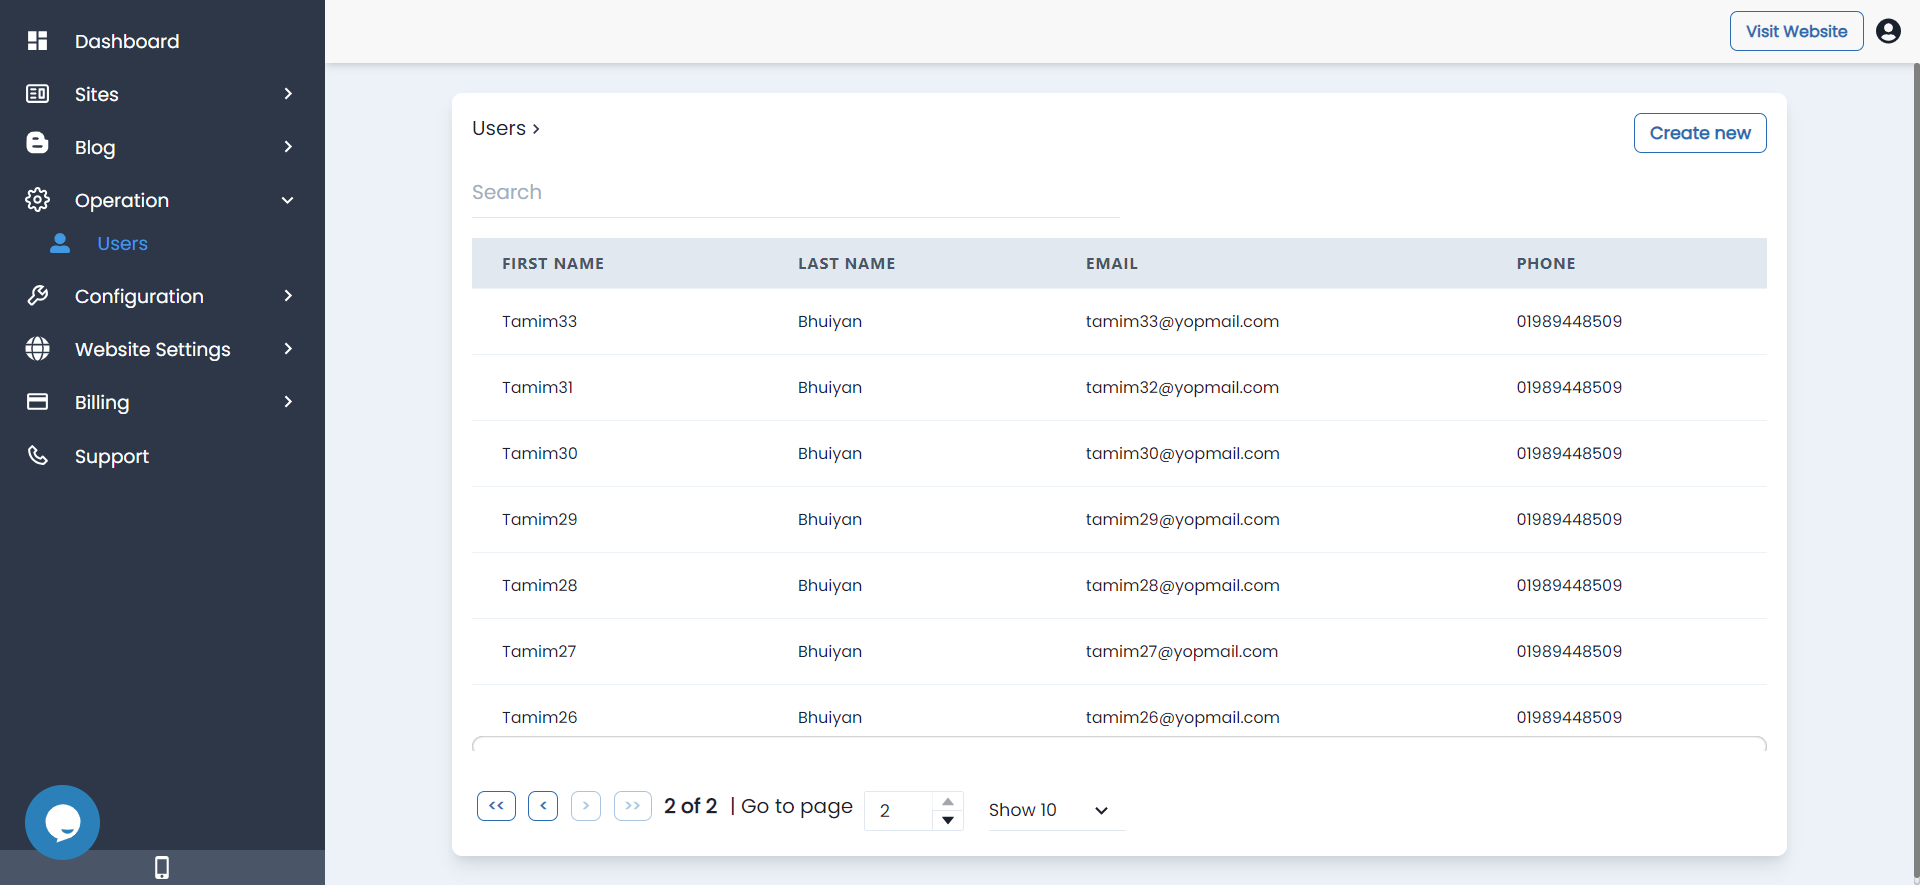 Dashboard
Sites
Blog
Operation
Users
Configuration
Website Settings
Billing
Support
Visit Website
Users >
Create new
Search
FIRST NAME LAST NAME EMAIL PHONE
Tamim33 Bhuiyan tamim33@yopmail.com 01989448509
Tamim31 Bhuiyan tamim32@yopmail.com 01989448509
Tamim30 Bhuiyan tamim30@yopmail.com 01989448509
Tamim29 Bhuiyan tamim29@yopmail.com 01989448509
Tamim28 Bhuiyan tamim28@yopmail.com 01989448509
Tamim27 Bhuiyan tamim27@yopmail.com 01989448509
Tamim26 Bhuiyan tamim26@yopmail.com 01989448509
<< < > >> 2 of 2 | Go to page 2 Show 10